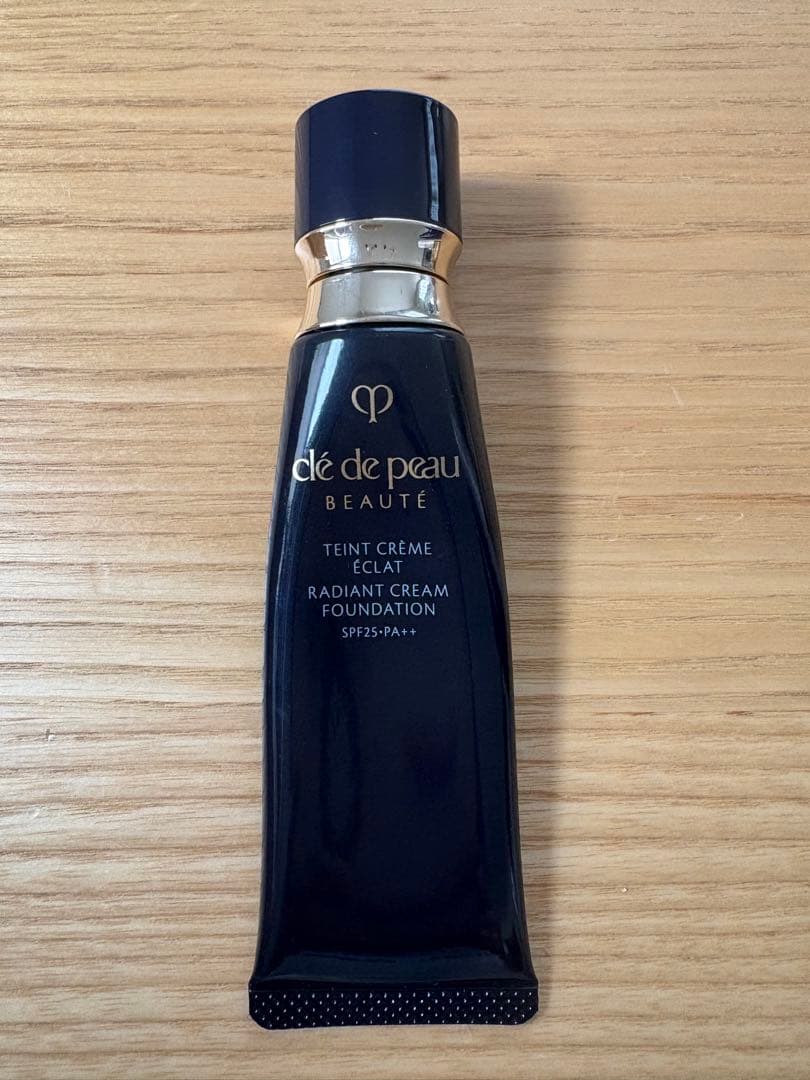 clé de peau
BEAUTÉ
TEINT CRÈME
ÉCLAT
RADIANT CREAM
FOUNDATION
SPF25•PA++